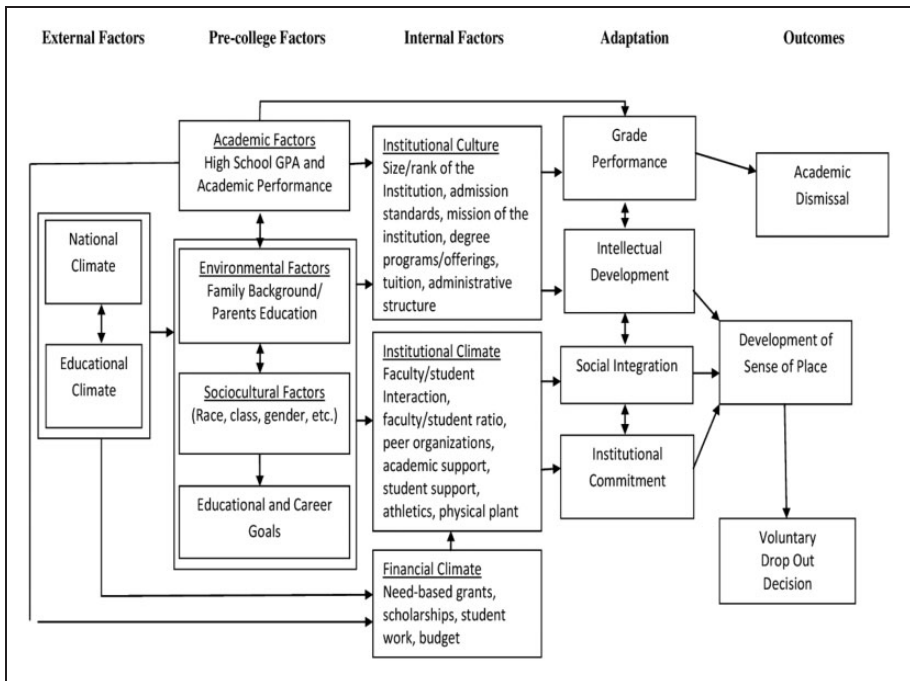 External Factors
Pre-college Factors
Internal Factors
Adaptation
Outcomes
National
Climate
Educational
Climate
Academic Factors
High School GPA and
Academic Performance
Environmental Factors
Family Background/
Parents Education
Sociocultural Factors
(Race, class, gender, etc.)
Educational and Career
Goals
Institutional Culture
Size/rank of the
Institution, admission
standards, mission of the
institution, degree
programs/offerings,
tuition, administrative
structure
Institutional Climate
Faculty/student
Interaction,
faculty/student ratio,
peer organizations,
academic support,
student support,
athletics, physical plant
Financial Climate
Need-based grants,
scholarships, student
work, budget
Grade
Performance
Intellectual
Development
Social Integration
Institutional
Commitment
Academic
Dismissal
Development of
Sense of Place
Voluntary
Drop Out
Decision